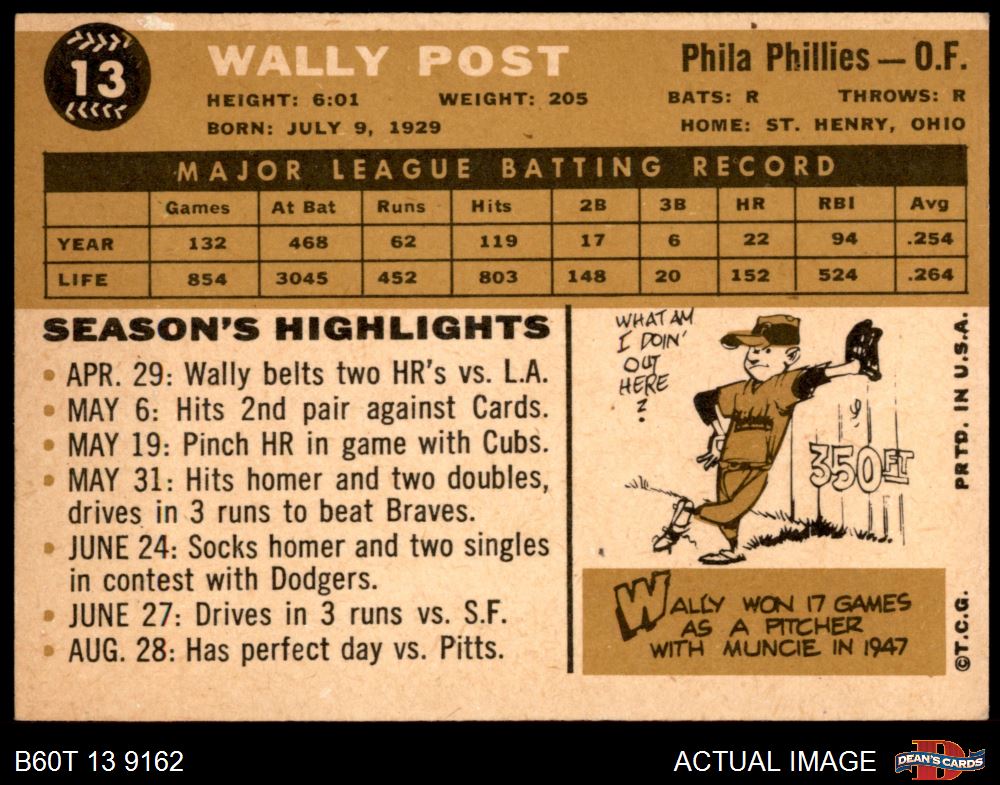 13
WALLY POST
Phila Phillies — O.F.
HEIGHT: 6:01 WEIGHT: 205 BATS: R THROWS: R
BORN: JULY 9, 1929 HOME: ST. HENRY, OHIO
MAJOR LEAGUE BATTING RECORD
Games At Bat Runs Hits 2B 3B HR RBI Avg
YEAR 132 468 62 119 17 6 22 94 .254
LIFE 854 3045 452 803 148 20 152 524 .264
SEASON'S HIGHLIGHTS
• APR. 29: Wally belts two HR's vs. L.A.
• MAY 6: Hits 2nd pair against Cards.
• MAY 19: Pinch HR in game with Cubs.
• MAY 31: Hits homer and two doubles,
drives in 3 runs to beat Braves.
• JUNE 24: Socks homer and two singles
in contest with Dodgers.
• JUNE 27: Drives in 3 runs vs. S.F.
• AUG. 28: Has perfect day vs. Pitts.
WHAT AM
I DOIN'
OUT
HERE
?
350 FT
WALLY WON 17 GAMES
AS A PITCHER
WITH MUNCIE IN 1947
PRTD. IN U.S.A.
©T.C.G.
B60T 13 9162
ACTUAL IMAGE
D
DEAN'S CARDS